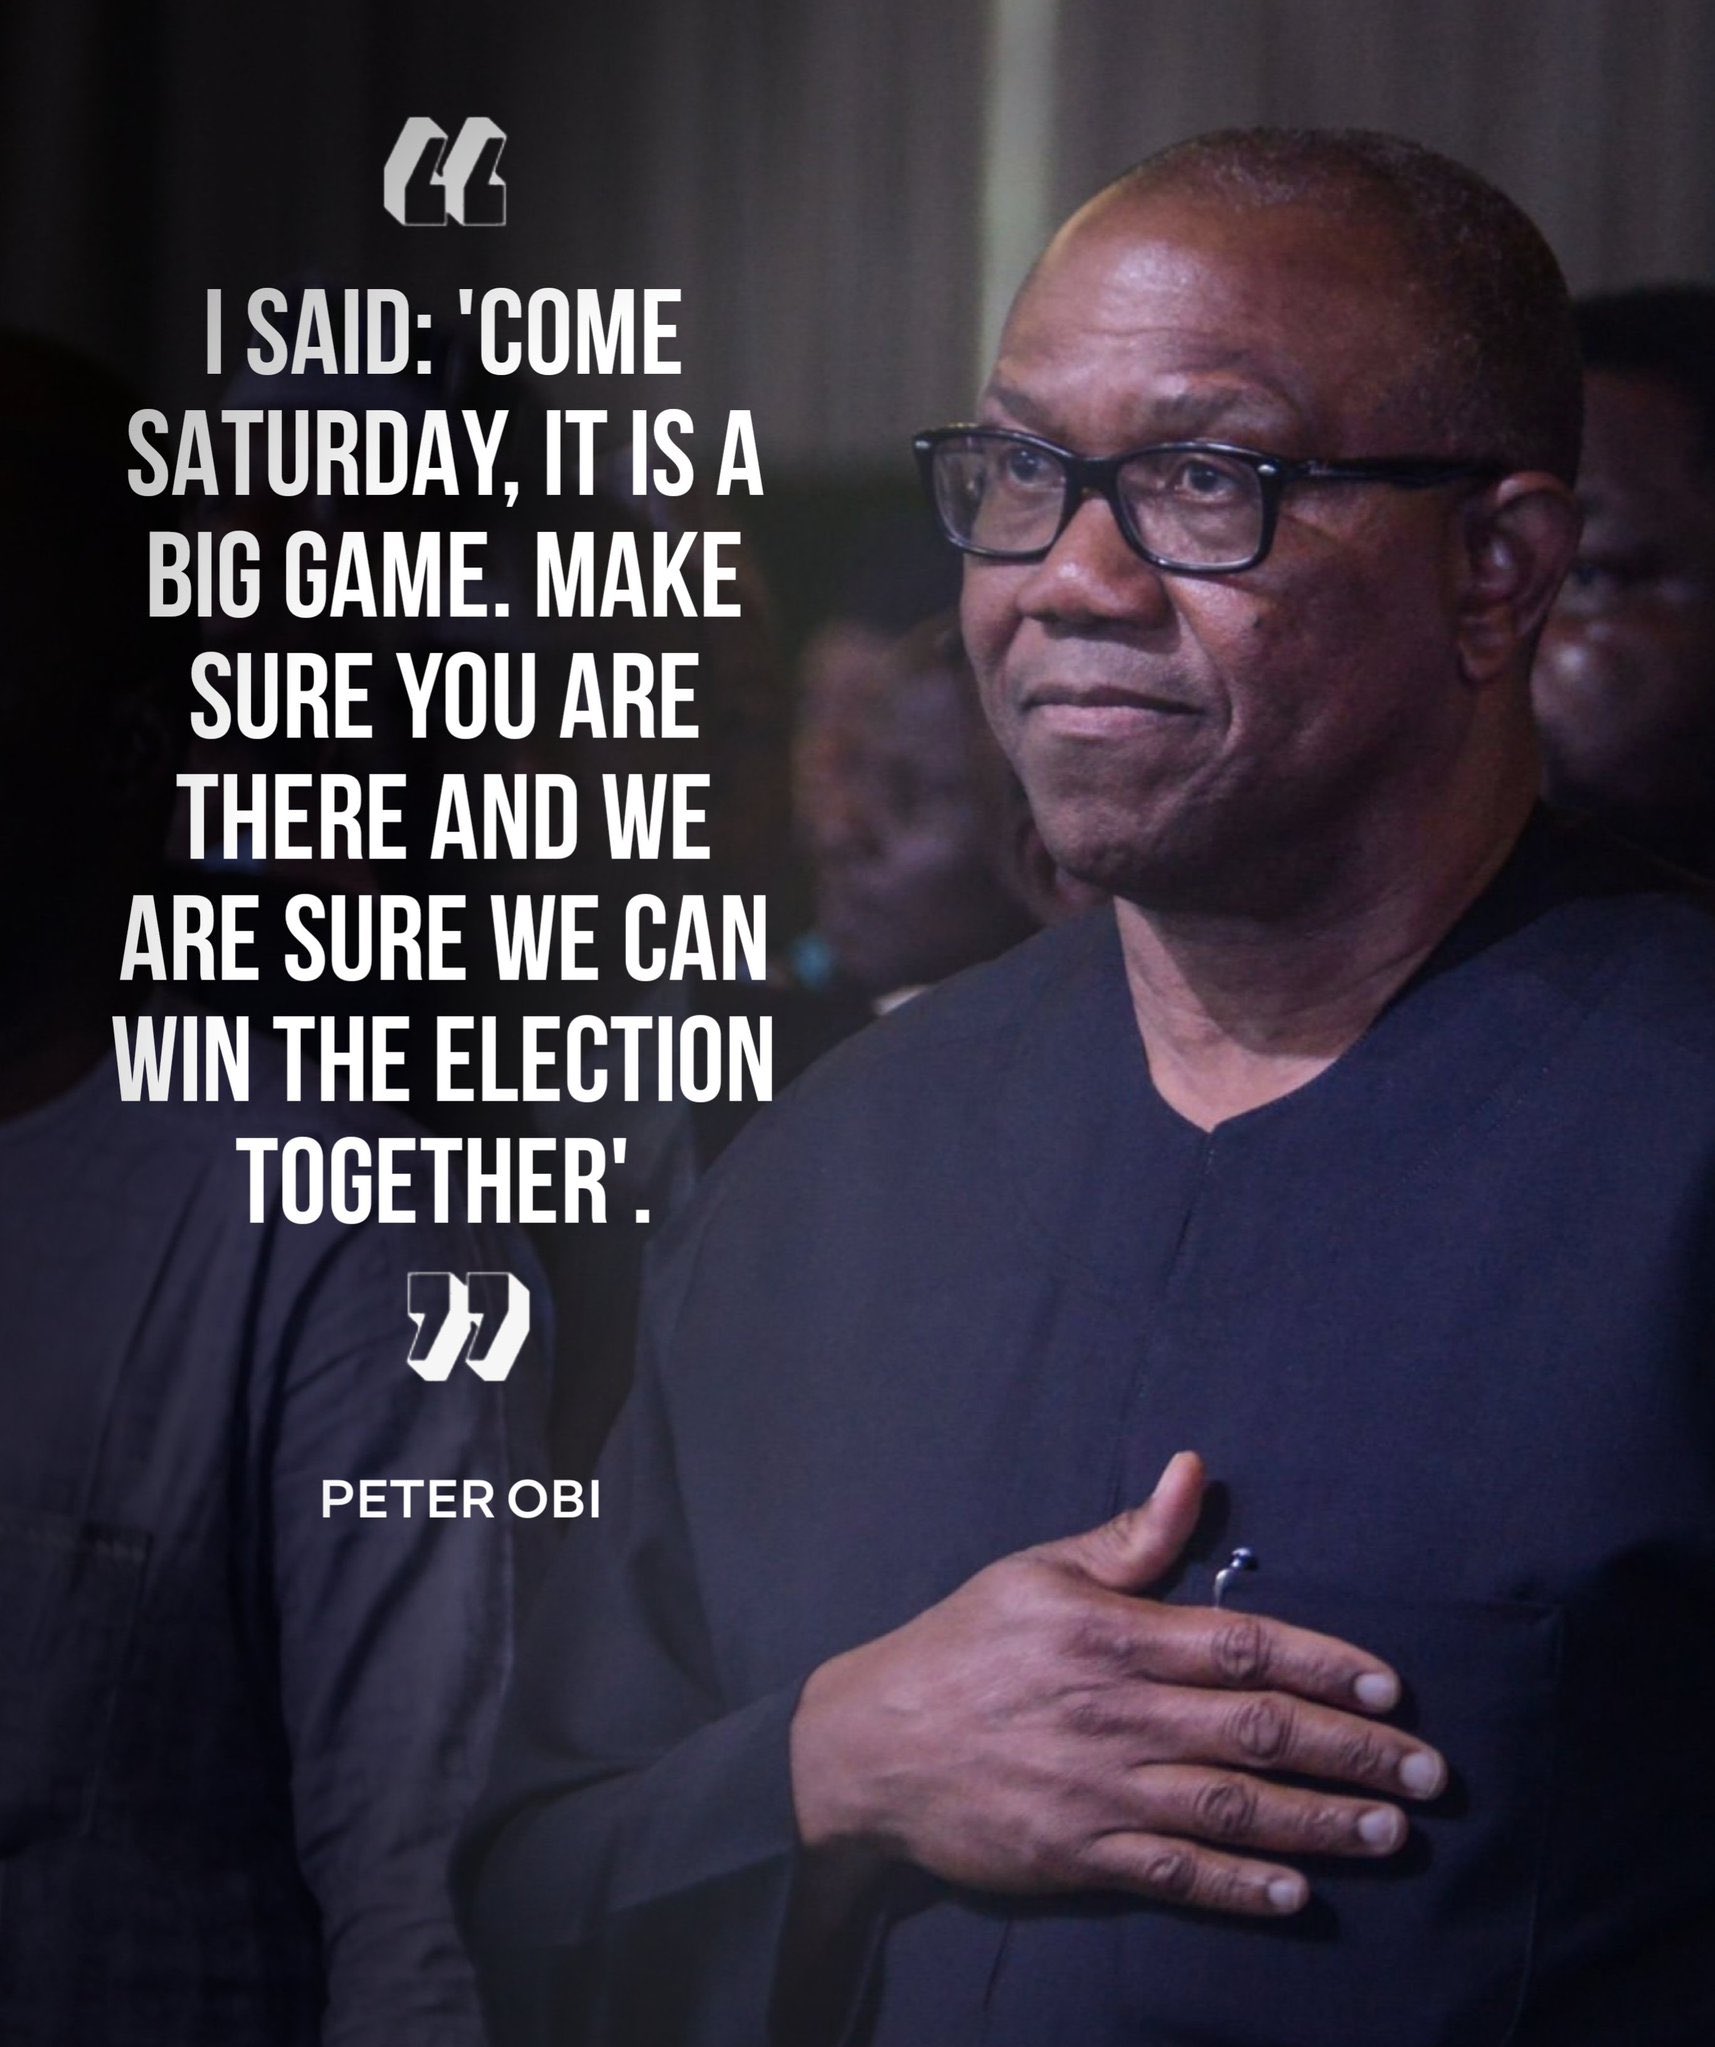 “
I SAID: 'COME
SATURDAY, IT IS A
BIG GAME. MAKE
SURE YOU ARE
THERE AND WE
ARE SURE WE CAN
WIN THE ELECTION
TOGETHER'.
”
PETER OBI